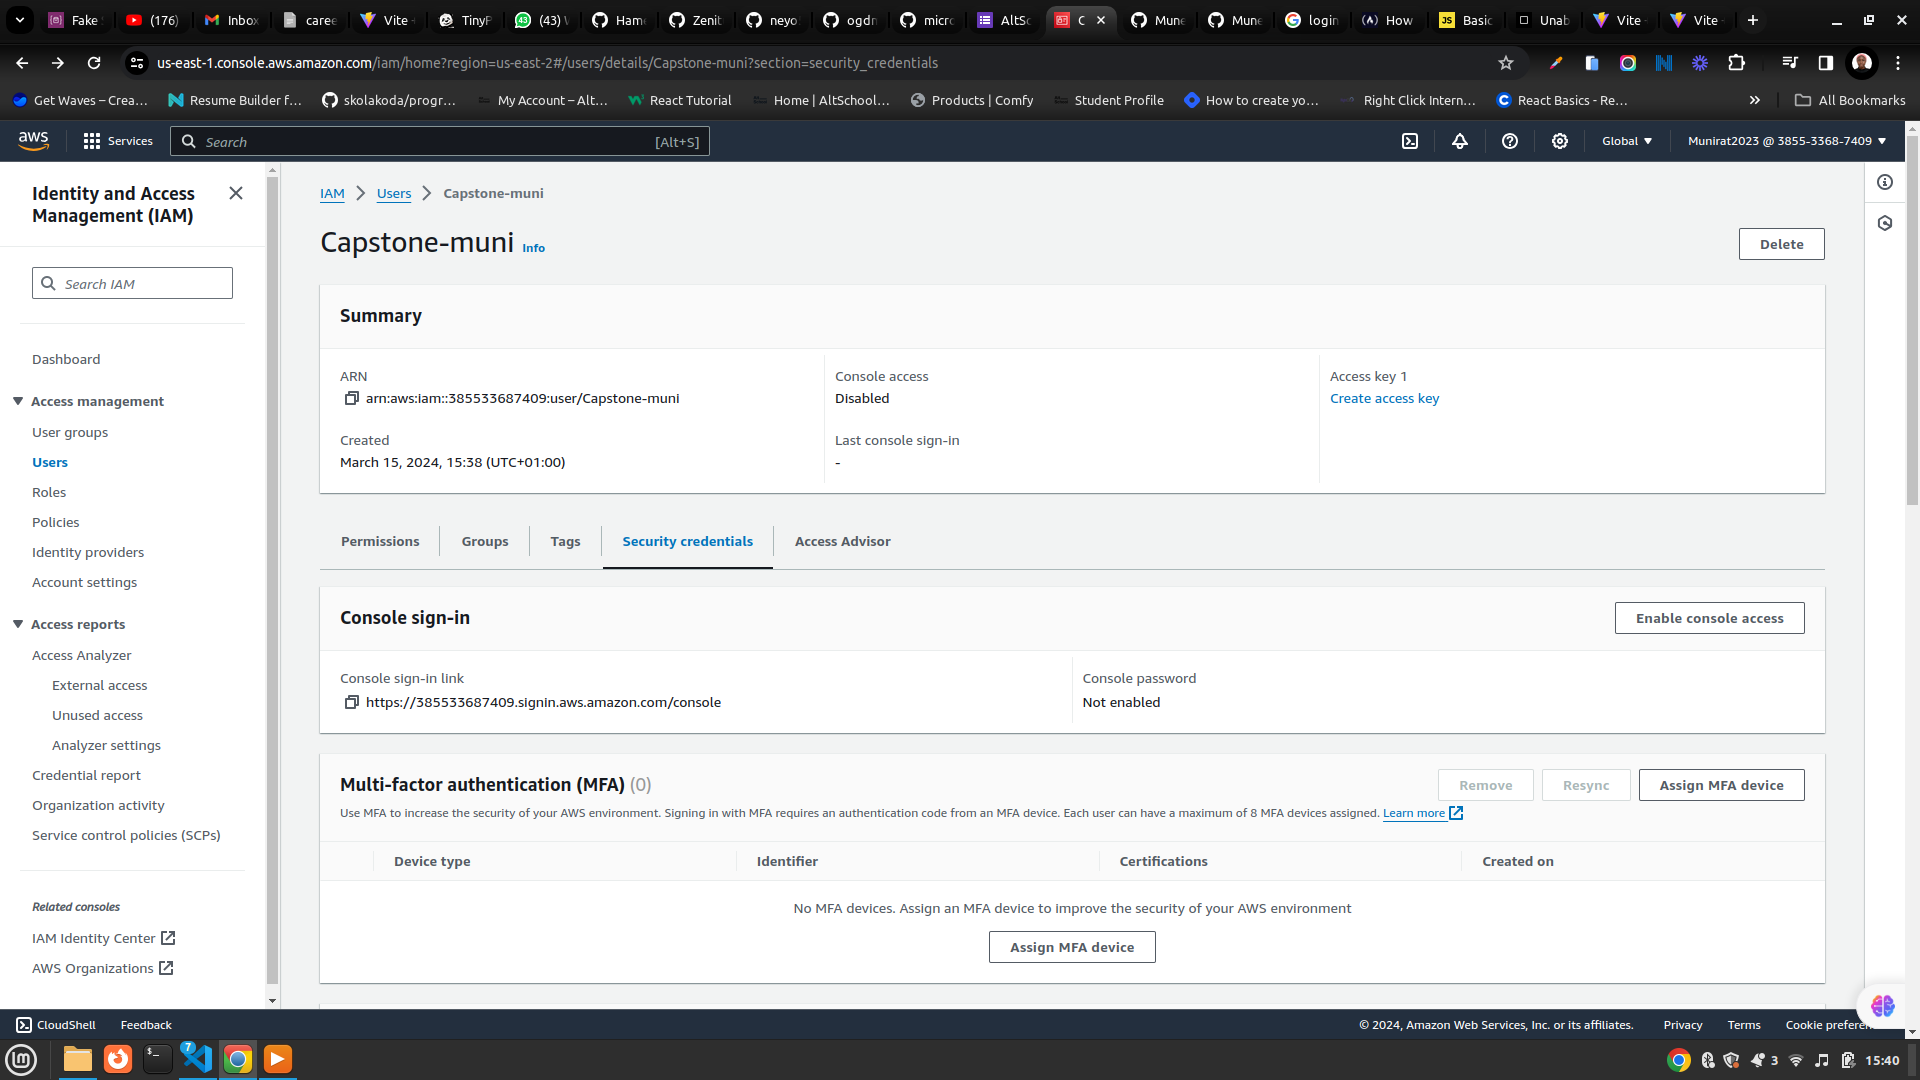 Fake
(176)
Inbox
caree
Vite
TinyP
(43)
Ham
Zenit
neyo
ogdn
micro
AltSc
C
Mune
Mune
login
How
Basic
Unab
Vite
Vite
us-east-1.console.aws.amazon.com/iam/home?region=us-east-2#/users/details/Capstone-muni?section=security_credentials
Get Waves – Crea...
Resume Builder f...
skolakoda/progr...
My Account – Alt...
React Tutorial
Home | AltSchool...
Products | Comfy
Student Profile
How to create yo...
Right Click Intern...
React Basics - Re...
All Bookmarks
aws
Services
Search
[Alt+S]
Global
Munirat2023 @ 3855-3368-7409
Identity and Access
Management (IAM)
Search IAM
Dashboard
Access management
User groups
Users
Roles
Policies
Identity providers
Account settings
Access reports
Access Analyzer
External access
Unused access
Analyzer settings
Credential report
Organization activity
Service control policies (SCPs)
Related consoles
IAM Identity Center
AWS Organizations
IAM
Users
Capstone-muni
Capstone-muni Info
Delete
Summary
ARN
arn:aws:iam::385533687409:user/Capstone-muni
Created
March 15, 2024, 15:38 (UTC+01:00)
Console access
Disabled
Last console sign-in
-
Access key 1
Create access key
Permissions
Groups
Tags
Security credentials
Access Advisor
Console sign-in
Enable console access
Console sign-in link
https://385533687409.signin.aws.amazon.com/console
Console password
Not enabled
Multi-factor authentication (MFA) (0)
Remove
Resync
Assign MFA device
Use MFA to increase the security of your AWS environment. Signing in with MFA requires an authentication code from an MFA device. Each user can have a maximum of 8 MFA devices assigned. Learn more
Device type
Identifier
Certifications
Created on
No MFA devices. Assign an MFA device to improve the security of your AWS environment
Assign MFA device
CloudShell
Feedback
© 2024, Amazon Web Services, Inc. or its affiliates.
Privacy
Terms
Cookie preferen
7
3
15:40